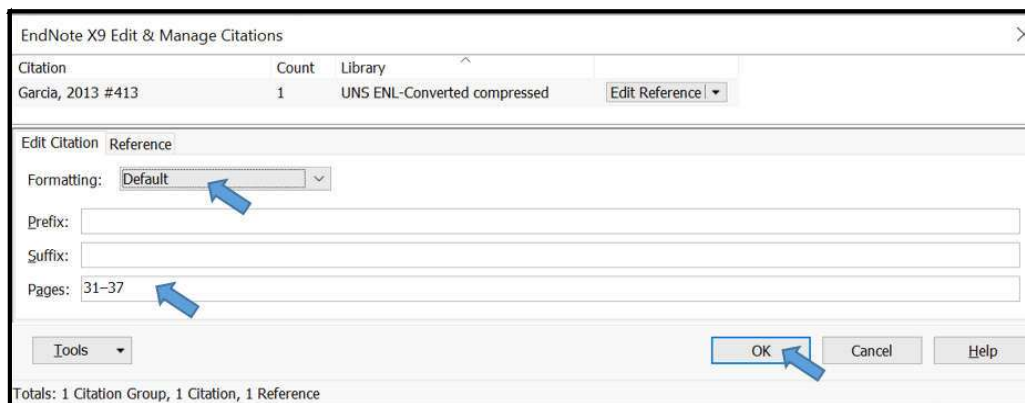 EndNote X9 Edit & Manage Citations
Citation Count Library
Garcia, 2013 #413 1 UNS ENL-Converted compressed Edit Reference
Edit Citation Reference
Formatting: Default
Prefix:
Suffix:
Pages: 31–37
Tools OK Cancel Help
Totals: 1 Citation Group, 1 Citation, 1 Reference